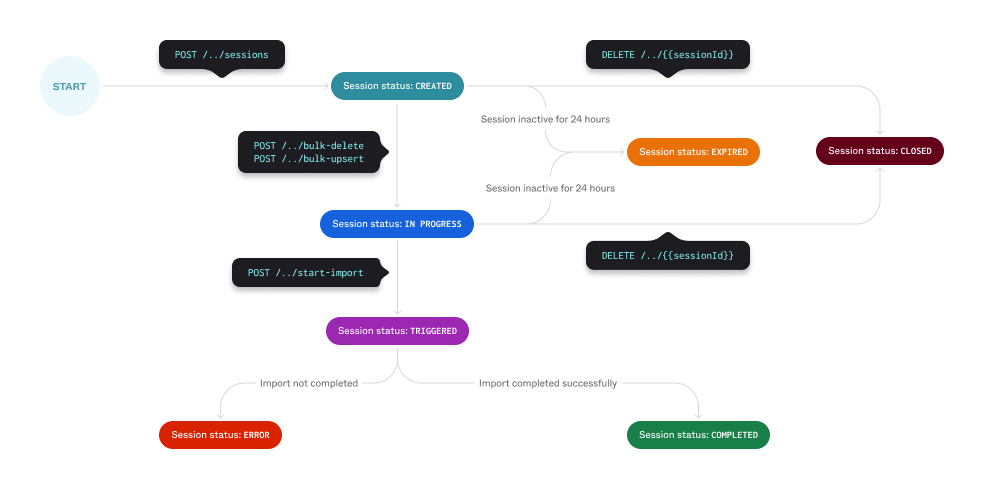 POST /../sessions
DELETE /../{{sessionId}}
START
Session status: CREATED
Session inactive for 24 hours
POST /../bulk-delete
POST /../bulk-upsert
Session status: EXPIRED
Session status: CLOSED
Session inactive for 24 hours
Session status: IN PROGRESS
DELETE /../{{sessionId}}
POST /../start-import
Session status: TRIGGERED
Import not completed
Import completed successfully
Session status: ERROR
Session status: COMPLETED